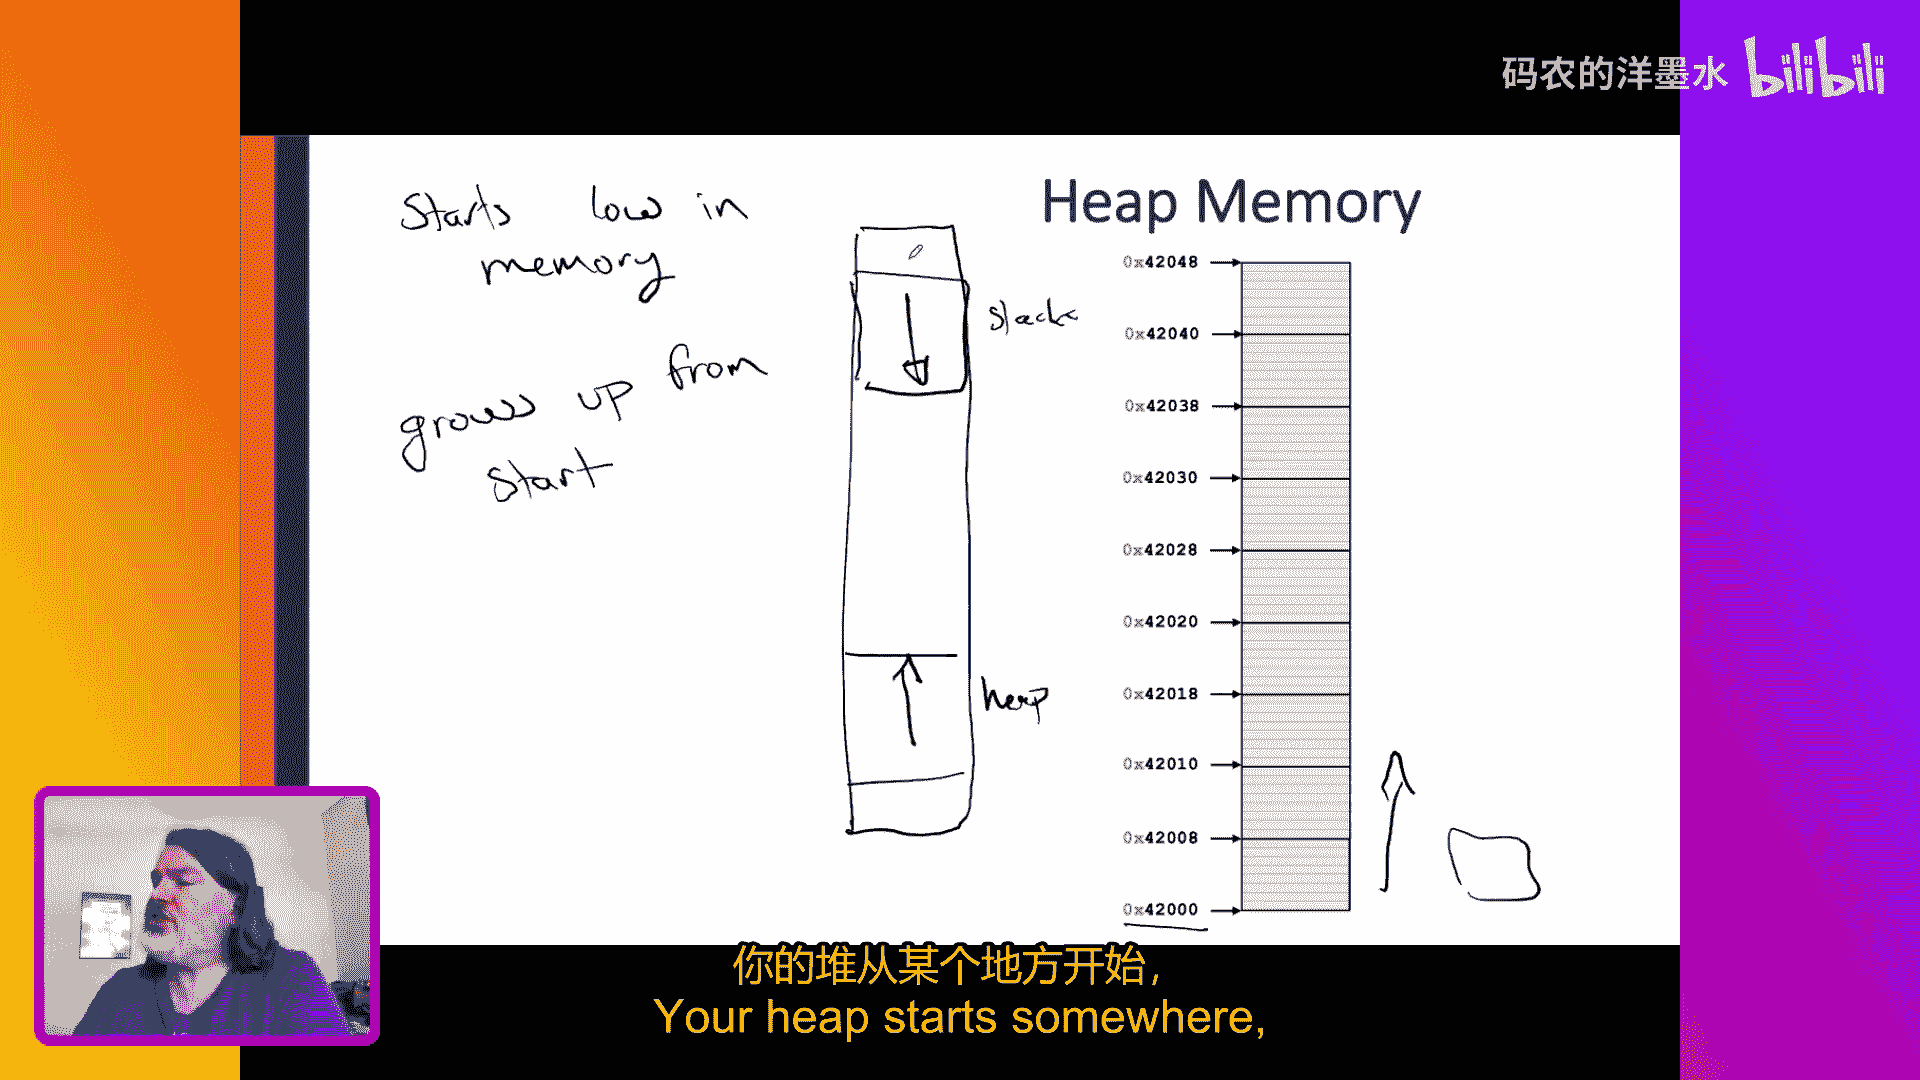 码农的洋墨水 bilibili
Heap Memory
Starts low in
memory
grows up from
start
stack
heap
0x42048
0x42040
0x42038
0x42030
0x42028
0x42020
0x42018
0x42010
0x42008
0x42000
你的堆从某个地方开始，
Your heap starts somewhere,